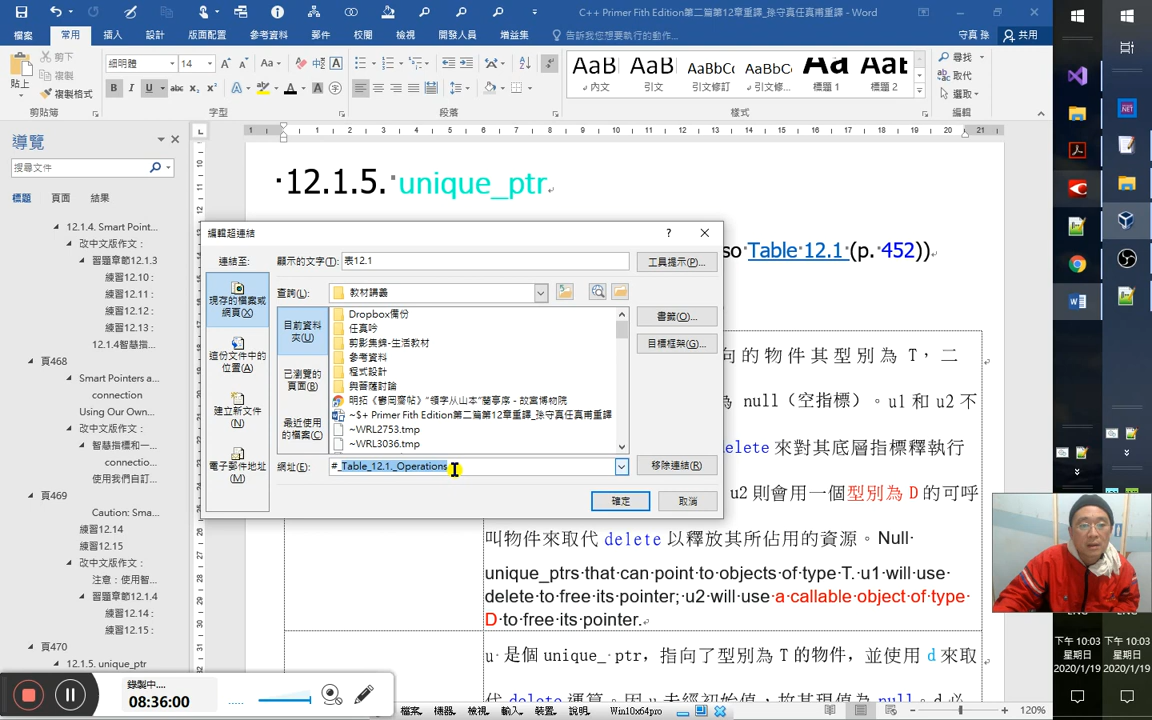 C++ Primer Fith Edition第二篇第12章重譯_孫守真任真甫重譯 - Word
檔案 常用 插入 設計 版面配置 參考資料 郵件 校閱 檢視 開發人員 增益集 告訴我您想要執行的動作... 守真 孫 共用
貼上 剪下 複製 複製格式 剪貼簿
細明體 14 字型 段落
AaB 內文
AaB 引文
AaBbC 引文修訂
AaBbC 引文修...
Aa 標題 1
Aat 標題 2
樣式
尋找 取代 選取 編輯
導覽
搜尋文件
標題 頁面 結果
12.1.4. Smart Point...
改中文版作文：
習題章節12.1.3
練習12.10：
練習12.11：
練習12.12：
練習12.13：
12.1.4智慧指...
頁468
Smart Pointers a...
connection
Using Our Own...
改中文版作文：
智慧指標和一...
connectio...
使用我們自訂...
頁469
Caution: Sma...
練習12.14
練習12.15
改中文版作文：
注意：使用智...
習題章節12.1.4
練習12.14：
練習12.15：
頁470
12.1.5. unique_ptr
12.1.5. unique_ptr
so Table 12.1 (p. 452)).
編輯超連結
連結至: 顯示的文字(T): 表12.1 工具提示(P)...
現存的檔案或網頁(X)
這份文件中的位置(A)
建立新文件(N)
電子郵件地址(M)
查詢(L): 教材講義
目前資料夾(U)
已瀏覽的頁面(B)
最近使用的檔案(C)
Dropbox備份
任真吟
剪影集錦-生活教材
參考資料
程式設計
與菩薩討論
~$+ Primer Fith Edition第二篇第12章重譯_孫守真任真甫重譯
~WRL2753.tmp
~WRL3036.tmp
書籤(O)...
目標框架(G)...
網址(E): #_Table_12.1._Operations 移除連結(R)
確定 取消
向的物件其型別為 T，二
為 null（空指標）。u1 和 u2 不
delete 來對其底層指標釋執行
u2 則會用一個型別為 D 的可呼
叫物件來取代 delete 以釋放其所佔用的資源。Null
unique_ptrs that can point to objects of type T. u1 will use
delete to free its pointer; u2 will use a callable object of type
D to free its pointer.
u 是個 unique_ ptr，指向了型別為 T的物件，並使用 d 來取
錄製中...
08:36:00
檔案 機器 檢視 輸入 裝置 說明 Win10x64pro
120%
下午 10:03
星期日
2020/1/19
下午 10:03
星期日
2020/1/19